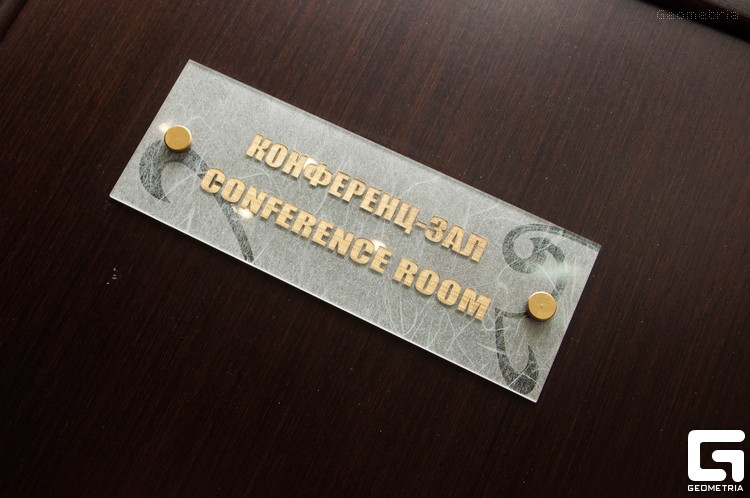 Geometria
КОНФЕРЕНЦ-ЗАЛ
CONFERENCE ROOM
GEOMETRIA